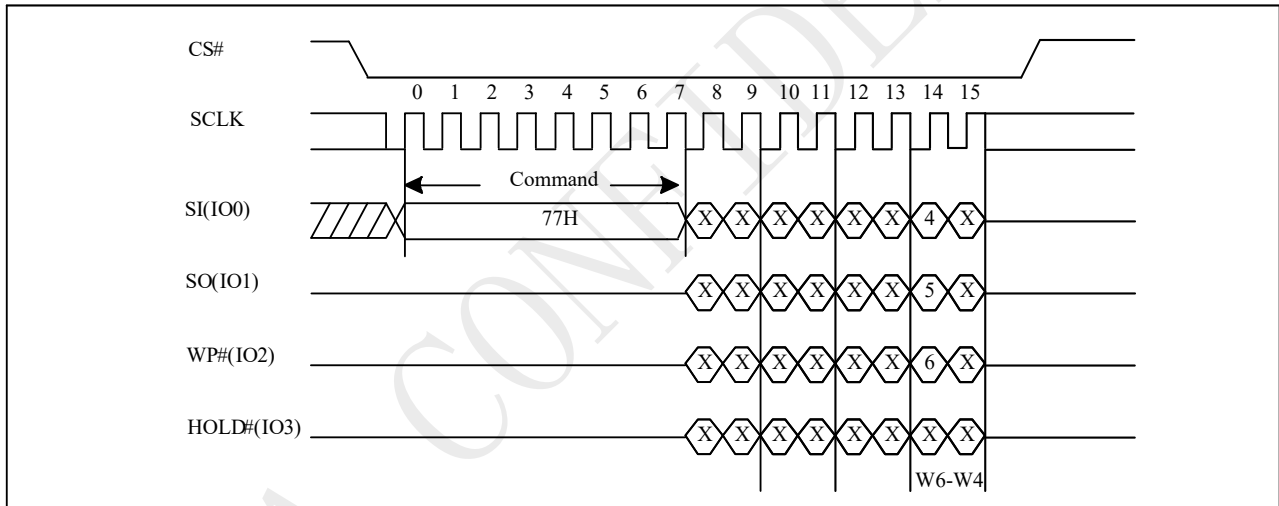 CS#
0 1 2 3 4 5 6 7 8 9 10 11 12 13 14 15
SCLK
Command
SI(IO0) 77H X X X X X X 4 X
SO(IO1) X X X X X X 5 X
WP#(IO2) X X X X X X 6 X
HOLD#(IO3) X X X X X X X X
W6-W4